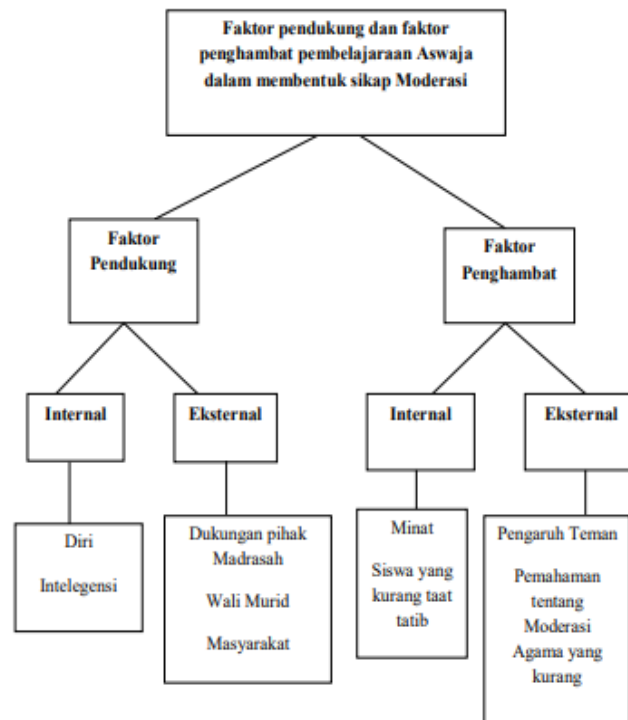 Faktor pendukung dan faktor
penghambat pembelajaraan Aswaja
dalam membentuk sikap Moderasi
Faktor
Pendukung
Faktor
Penghambat
Internal
Eksternal
Internal
Eksternal
Diri
Intelegensi
Dukungan pihak
Madrasah
Wali Murid
Masyarakat
Minat
Siswa yang
kurang taat
tatib
Pengaruh Teman
Pemahaman
tentang
Moderasi
Agama yang
kurang